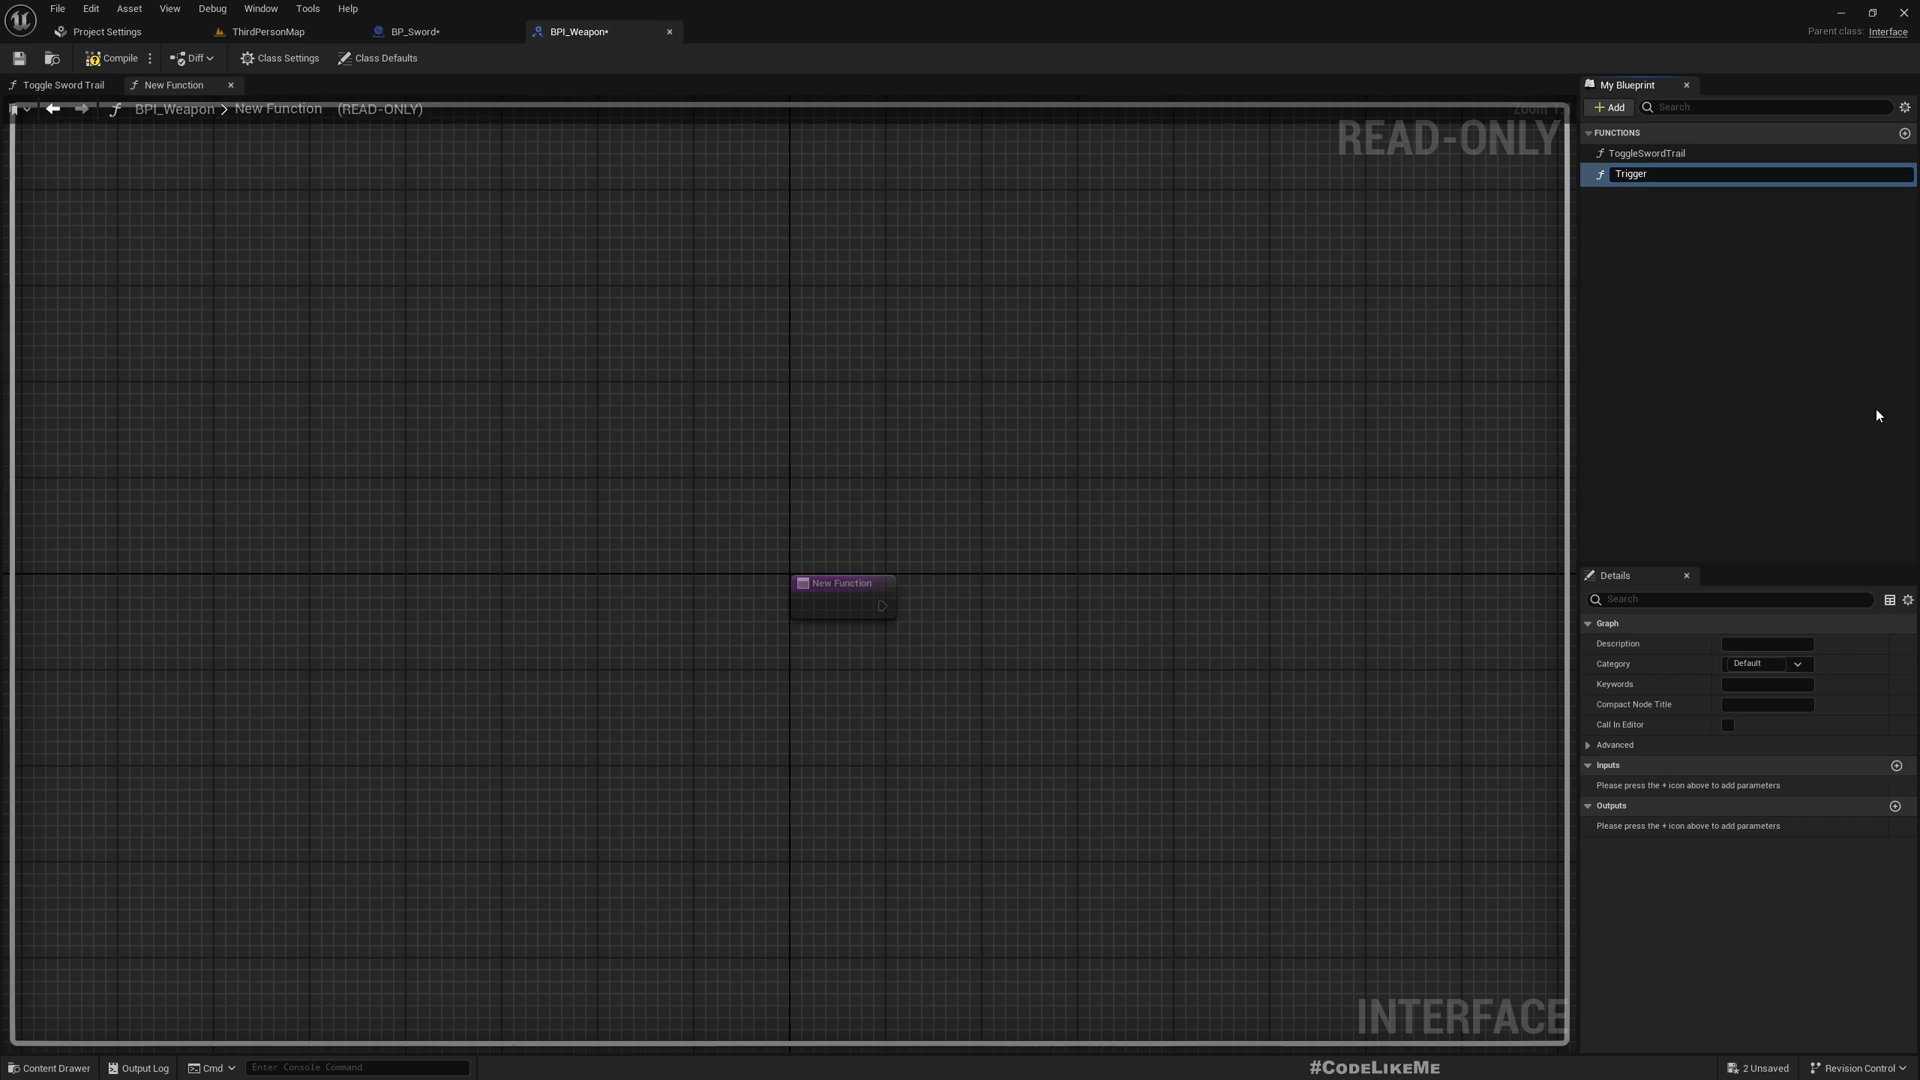 File Edit Asset View Debug Window Tools Help
Project Settings ThirdPersonMap BP_Sword* BPI_Weapon* Parent class: Interface
Compile Diff Class Settings Class Defaults
Toggle Sword Trail New Function My Blueprint
BPI_Weapon > New Function (READ-ONLY)
Add Search
READ-ONLY
FUNCTIONS
ToggleSwordTrail
Trigger
New Function
Details
Search
Graph
Description
Category Default
Keywords
Compact Node Title
Call In Editor
Advanced
Inputs
Please press the + icon above to add parameters
Outputs
Please press the + icon above to add parameters
INTERFACE
Content Drawer Output Log Cmd Enter Console Command #CodeLikeMe 2 Unsaved Revision Control